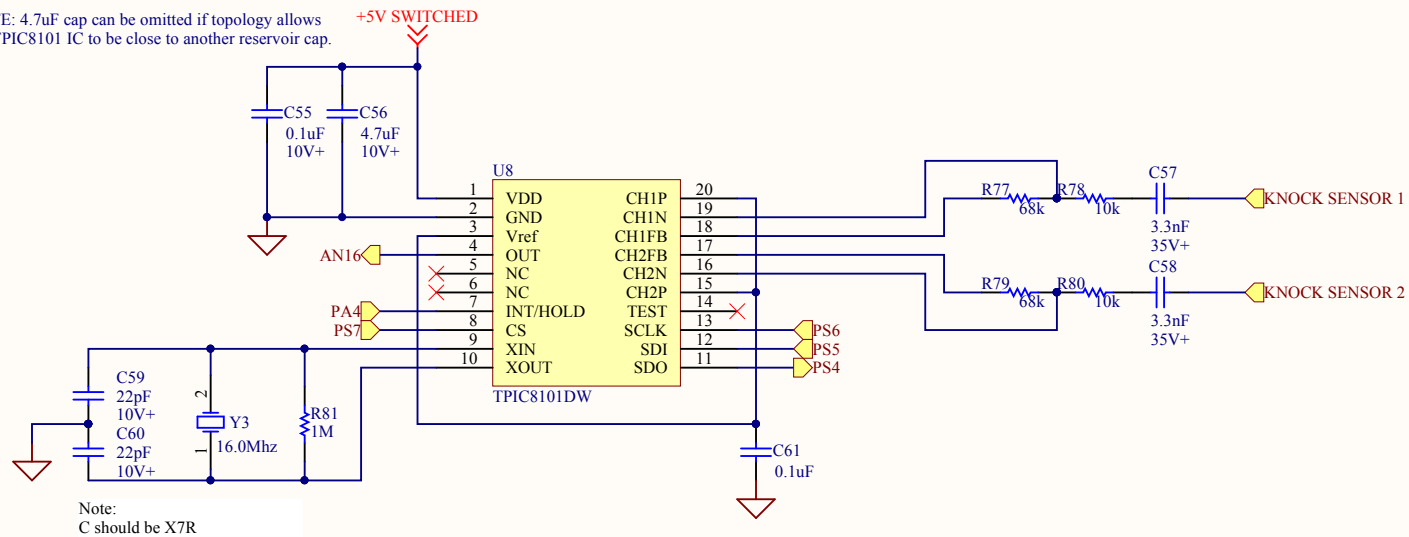 E: 4.7uF cap can be omitted if topology allows
TPIC8101 IC to be close to another reservoir cap.
+5V SWITCHED
C55
0.1uF
10V+
C56
4.7uF
10V+
U8
1 VDD
2 GND
3 Vref
4 OUT
5 NC
6 NC
7 INT/HOLD
8 CS
9 XIN
10 XOUT
CH1P 20
CH1N 19
CH1FB 18
CH2FB 17
CH2N 16
CH2P 15
TEST 14
SCLK 13
SDI 12
SDO 11
TPIC8101DW
AN16
PA4
PS7
PS6
PS5
PS4
R77
68k
R78
10k
C57
3.3nF
35V+
KNOCK SENSOR 1
R79
68k
R80
10k
C58
3.3nF
35V+
KNOCK SENSOR 2
C59
22pF
10V+
C60
22pF
10V+
2
Y3
1
16.0Mhz
R81
1M
C61
0.1uF
Note:
C should be X7R